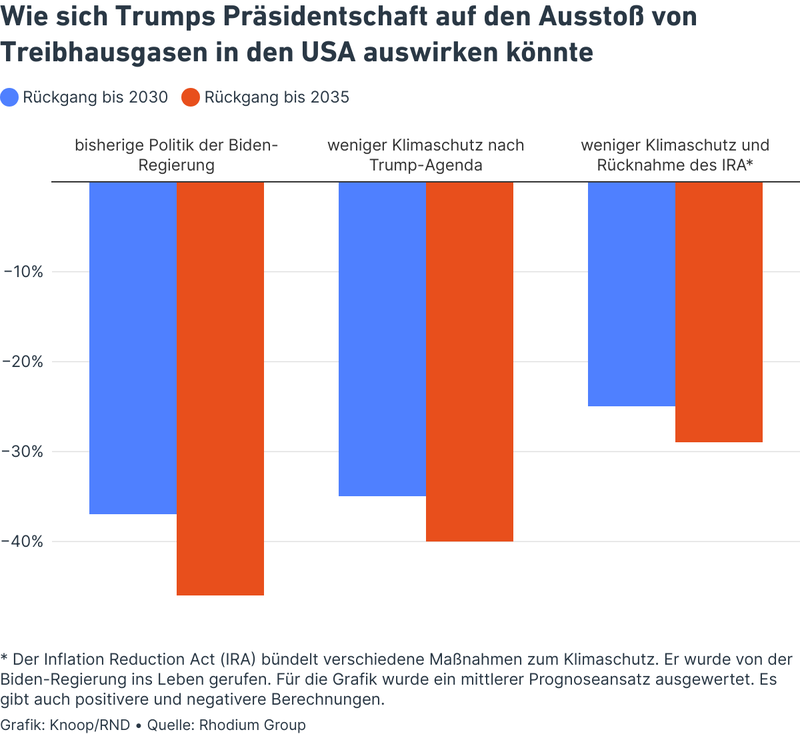 Wie sich Trumps Präsidentschaft auf den Ausstoß von
Treibhausgasen in den USA auswirken könnte
Rückgang bis 2030 Rückgang bis 2035
bisherige Politik der Biden-
Regierung
weniger Klimaschutz nach
Trump-Agenda
weniger Klimaschutz und
Rücknahme des IRA*
−10%
−20%
−30%
−40%
* Der Inflation Reduction Act (IRA) bündelt verschiedene Maßnahmen zum Klimaschutz. Er wurde von der
Biden-Regierung ins Leben gerufen. Für die Grafik wurde ein mittlerer Prognoseansatz ausgewertet. Es
gibt auch positivere und negativere Berechnungen.
Grafik: Knoop/RND • Quelle: Rhodium Group